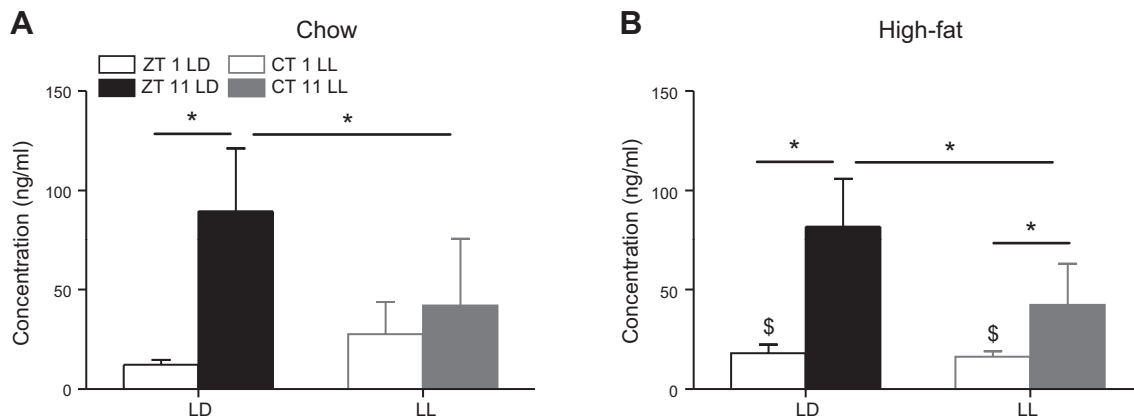 A
Chow
ZT 1 LD
CT 1 LL
ZT 11 LD
CT 11 LL
150
100
50
0
Concentration (ng/ml)
*
*
LD
LL
B
High-fat
150
100
50
0
Concentration (ng/ml)
*
*
*
$
$
LD
LL